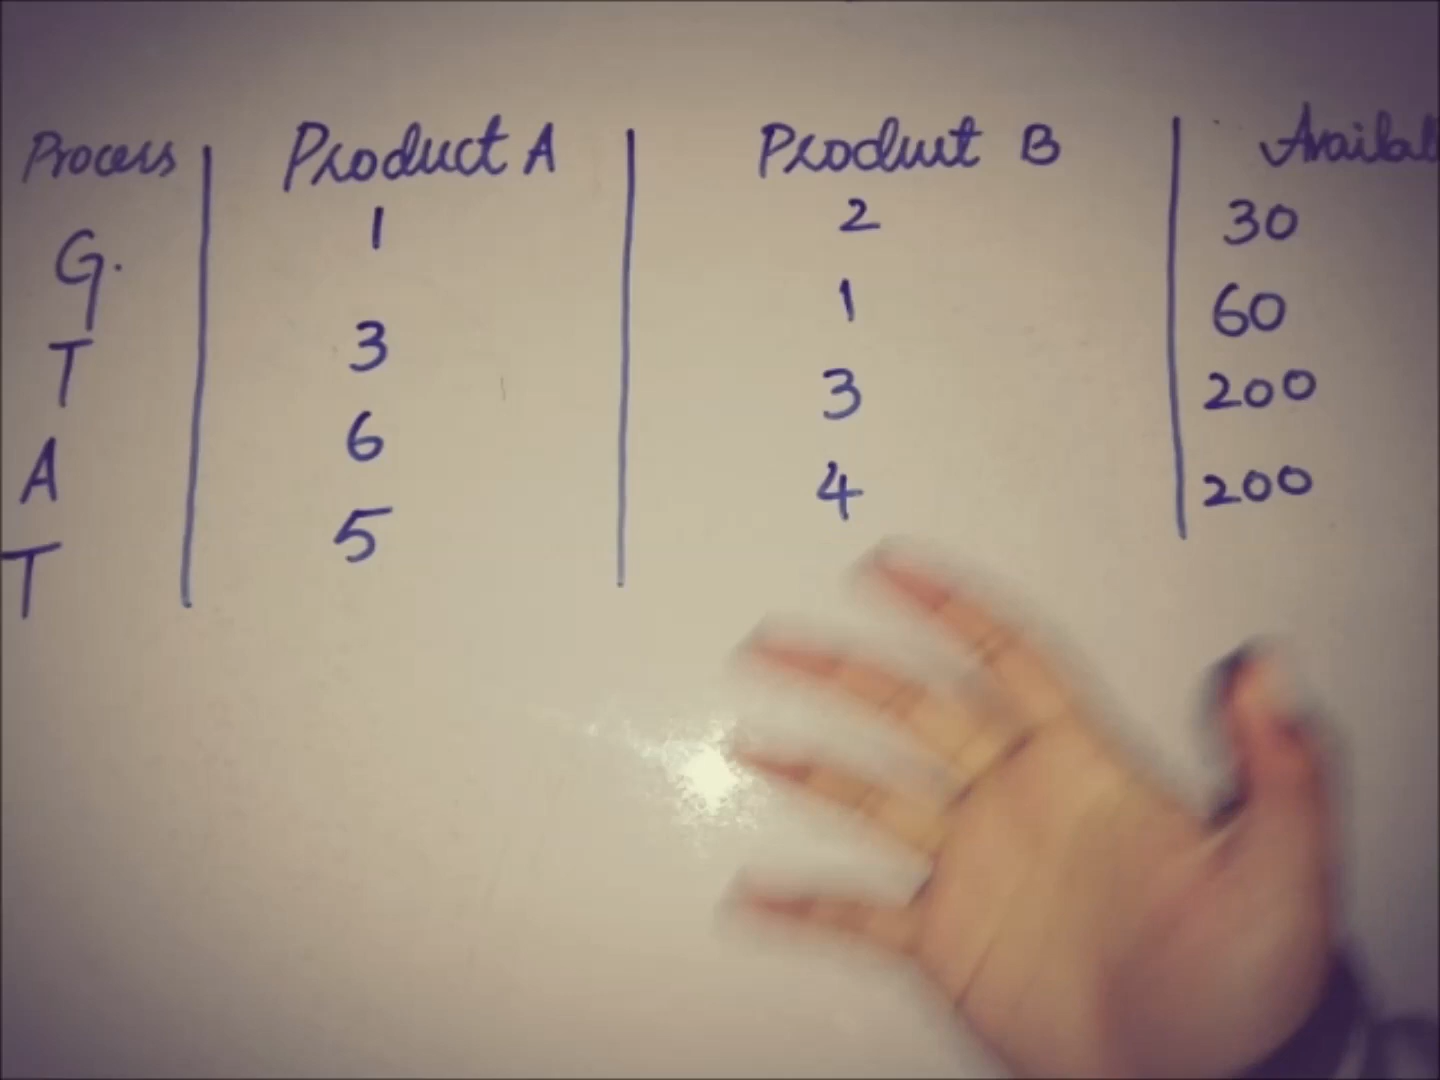 Process Product A Product B Availab
G. 1 2 30
T 3 1 60
A 6 3 200
T 5 4 200